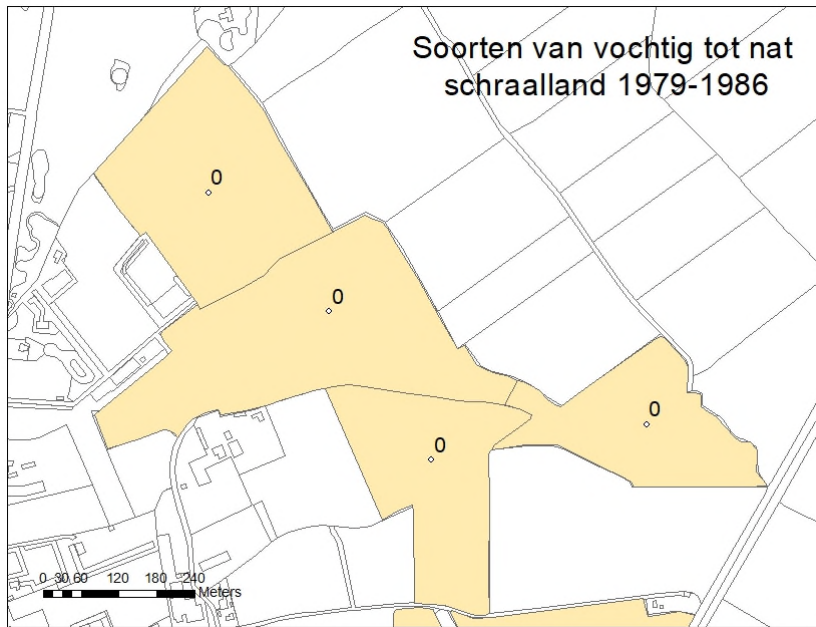 Soorten van vochtig tot nat
schraalland 1979-1986
0
0
0
0
0 30 60 120 180 240
Meters